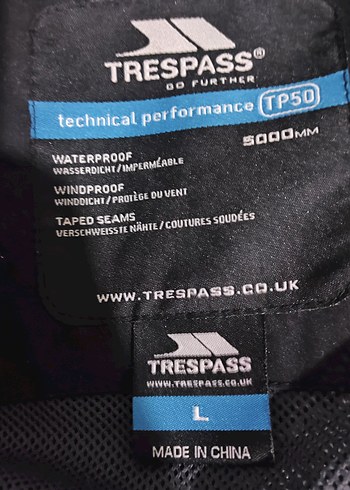 TRESPASS®
GO FURTHER
technical performance TP50
5000MM
WATERPROOF
WASSERDICHT/IMPERMÉABLE
WINDPROOF
WINDDICHT/PROTÈGE DU VENT
TAPED SEAMS
VERSCHWEISSTE NÄHTE/COUTURES SOUDÉES
WWW.TRESPASS.CO.UK
TRESPASS
WWW.TRESPASS.CO.UK
L
MADE IN CHINA